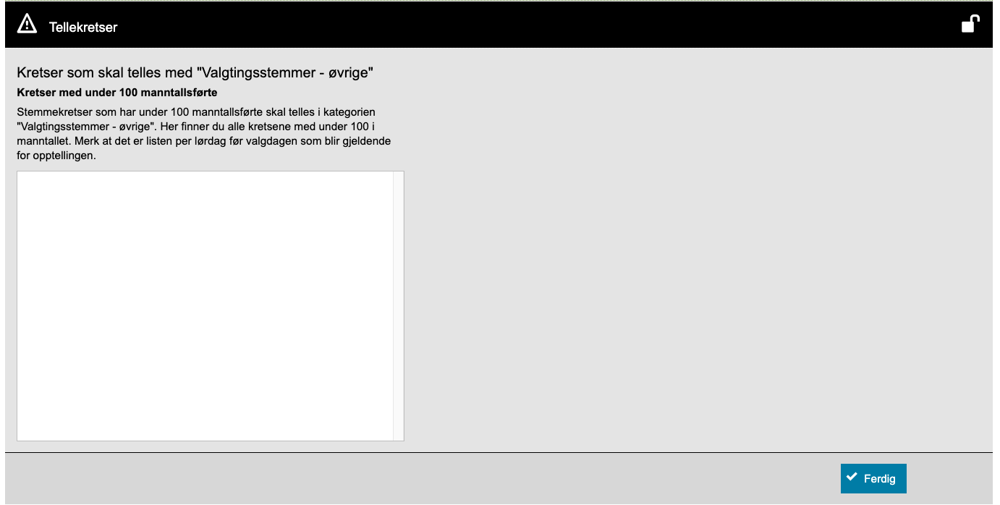 Tellekretser
Kretser som skal telles med "Valgtingsstemmer - øvrige"
Kretser med under 100 manntallsførte
Stemmekretser som har under 100 manntallsførte skal telles i kategorien
"Valgtingsstemmer - øvrige". Her finner du alle kretsene med under 100 i
manntallet. Merk at det er listen per lørdag før valgdagen som blir gjeldende
for opptellingen.
Ferdig